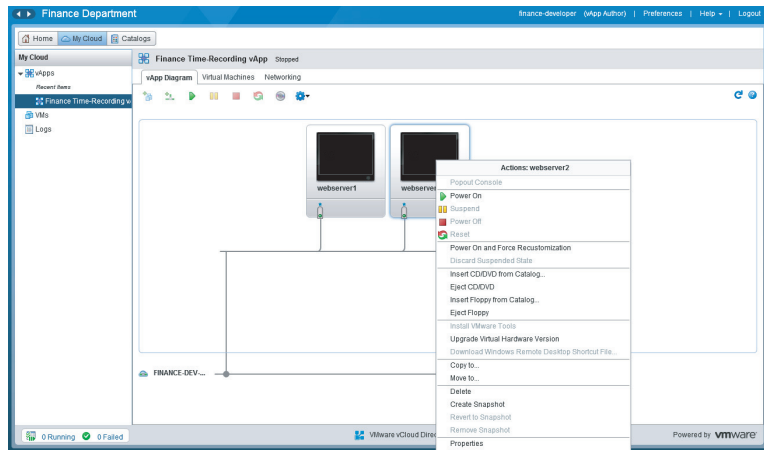 Finance Department
finance-developer (vApp Author) | Preferences | Help | Logout
Home My Cloud Catalogs
My Cloud
Finance Time-Recording vApp Stopped
vApps
vApp Diagram Virtual Machines Networking
Recent Items
Finance Time-Recording v
VMs
Logs
webserver1
webserver
Actions: webserver2
Popout Console
Power On
Suspend
Power Off
Reset
Power On and Force Recustomization
Discard Suspended State
Insert CD/DVD from Catalog...
Eject CD/DVD
Insert Floppy from Catalog...
Eject Floppy
Install VMware Tools
Upgrade Virtual Hardware Version
Download Windows Remote Desktop Shortcut File...
Copy to...
Move to...
Delete
Create Snapshot
Revert to Snapshot
Remove Snapshot
Properties
FINANCE-DEV-...
0 Running 0 Failed
VMware vCloud Direc
Powered by vmware